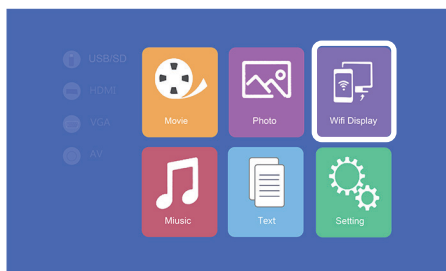 USB/SD
HDMI
VGA
AV
Movie
Photo
Wifi Display
Miusic
Text
Setting